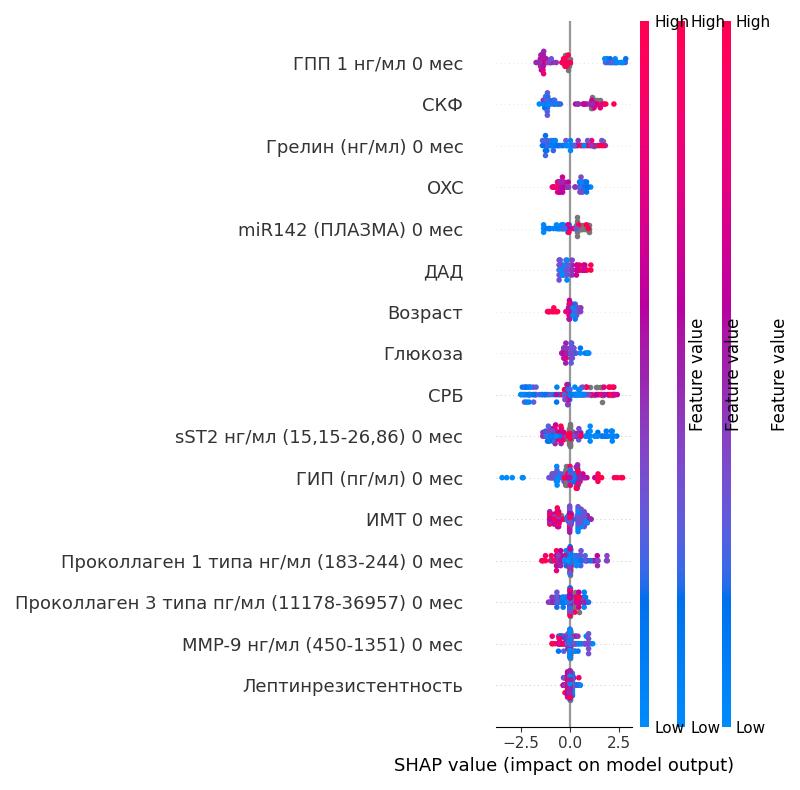 High High High
ГПП 1 нг/мл 0 мес
СКФ
Грелин (нг/мл) 0 мес
ОХС
miR142 (ПЛАЗМА) 0 мес
ДАД
Возраст
Глюкоза
СРБ
sST2 нг/мл (15,15-26,86) 0 мес
ГИП (пг/мл) 0 мес
ИМТ 0 мес
Проколлаген 1 типа нг/мл (183-244) 0 мес
Проколлаген 3 типа пг/мл (11178-36957) 0 мес
ММР-9 нг/мл (450-1351) 0 мес
Лептинрезистентность
Feature value
Feature value
Feature value
Low Low Low
−2.5 0.0 2.5
SHAP value (impact on model output)